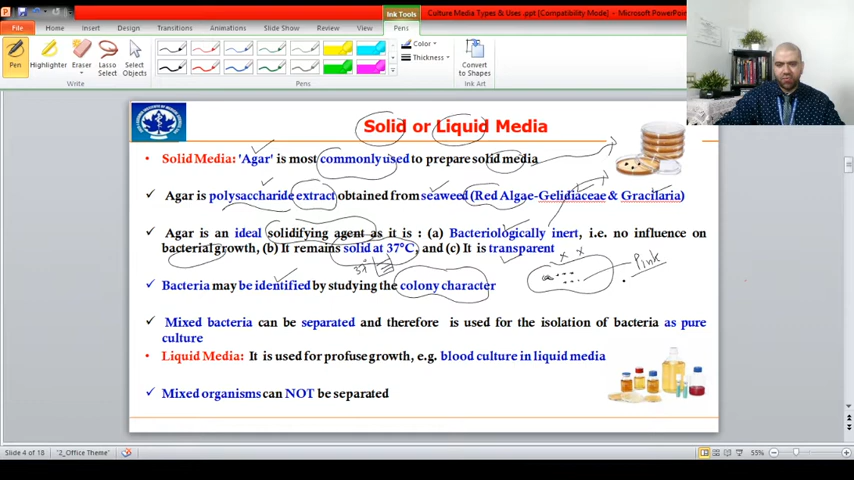 Ink Tools
Culture Media Types & Uses .ppt [Compatibility Mode] - Microsoft PowerPoint
File Home Insert Design Transitions Animations Slide Show Review View Pens
Pen Highlighter Eraser Lasso Select Select Objects Color Thickness Convert to Shapes
Write Pens Ink Art
Solid or Liquid Media
• Solid Media: 'Agar' is most commonly used to prepare solid media
✓ Agar is polysaccharide extract obtained from seaweed (Red Algae-Gelidiaceae & Gracilaria)
✓ Agar is an ideal solidifying agent as it is : (a) Bacteriologically inert, i.e. no influence on
bacterial growth, (b) It remains solid at 37°C, and (c) It is transparent
37°
x x
Pink
✓ Bacteria may be identified by studying the colony character
✓ Mixed bacteria can be separated and therefore is used for the isolation of bacteria as pure
culture
• Liquid Media: It is used for profuse growth, e.g. blood culture in liquid media
✓ Mixed organisms can NOT be separated
Slide 4 of 18 "2_Office Theme" 55%